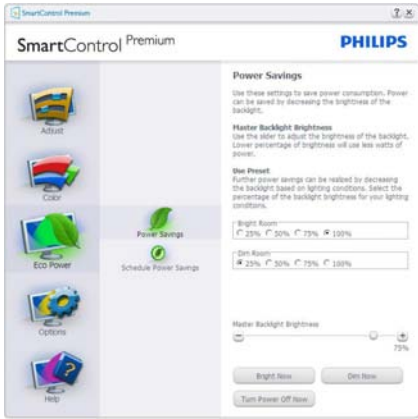 SmartControl Premium
SmartControl Premium
PHILIPS
Adjust
Color
Eco Power
Options
Help
Power Savings
Schedule Power Savings
Power Savings
Use these settings to save power consumption. Power
can be saved by decreasing the brightness of the
backlight.
Master Backlight Brightness
Use the slider to adjust the brightness of the backlight.
Lower percentage of brightness will use less watts of
power.
Use Preset
Further power savings can be realized by decreasing
the backlight based on lighting conditions. Select the
percentage of the backlight brightness for your lighting
conditions.
Bright Room
25% 50% 75% 100%
Dim Room
25% 50% 75% 100%
Master Backlight Brightness
75%
Bright Now Dim Now
Turn Power Off Now